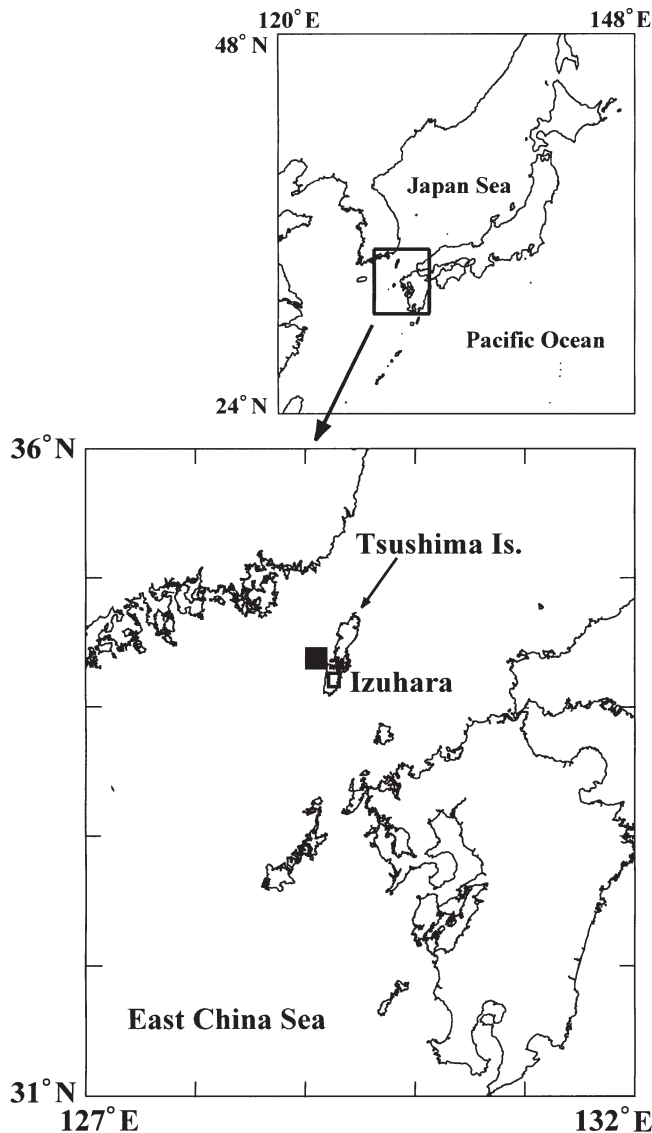 120°E 148°E
48°N
Japan Sea
Pacific Ocean
24°N
36°N
Tsushima Is.
Izuhara
East China Sea
31°N
127°E 132°E